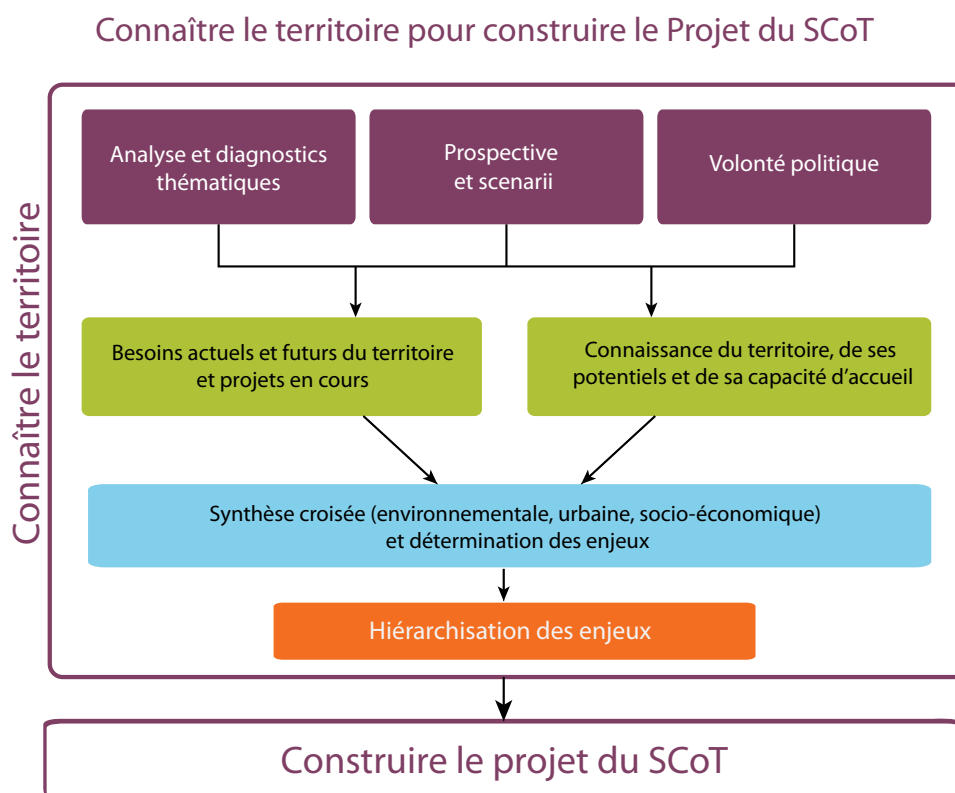 Connaître le territoire pour construire le Projet du SCoT
Connaître le territoire
Analyse et diagnostics
thématiques
Prospective
et scenarii
Volonté politique
Besoins actuels et futurs du territoire
et projets en cours
Connaissance du territoire, de ses
potentiels et de sa capacité d'accueil
Synthèse croisée (environnementale, urbaine, socio-économique)
et détermination des enjeux
Hiérarchisation des enjeux
Construire le projet du SCoT